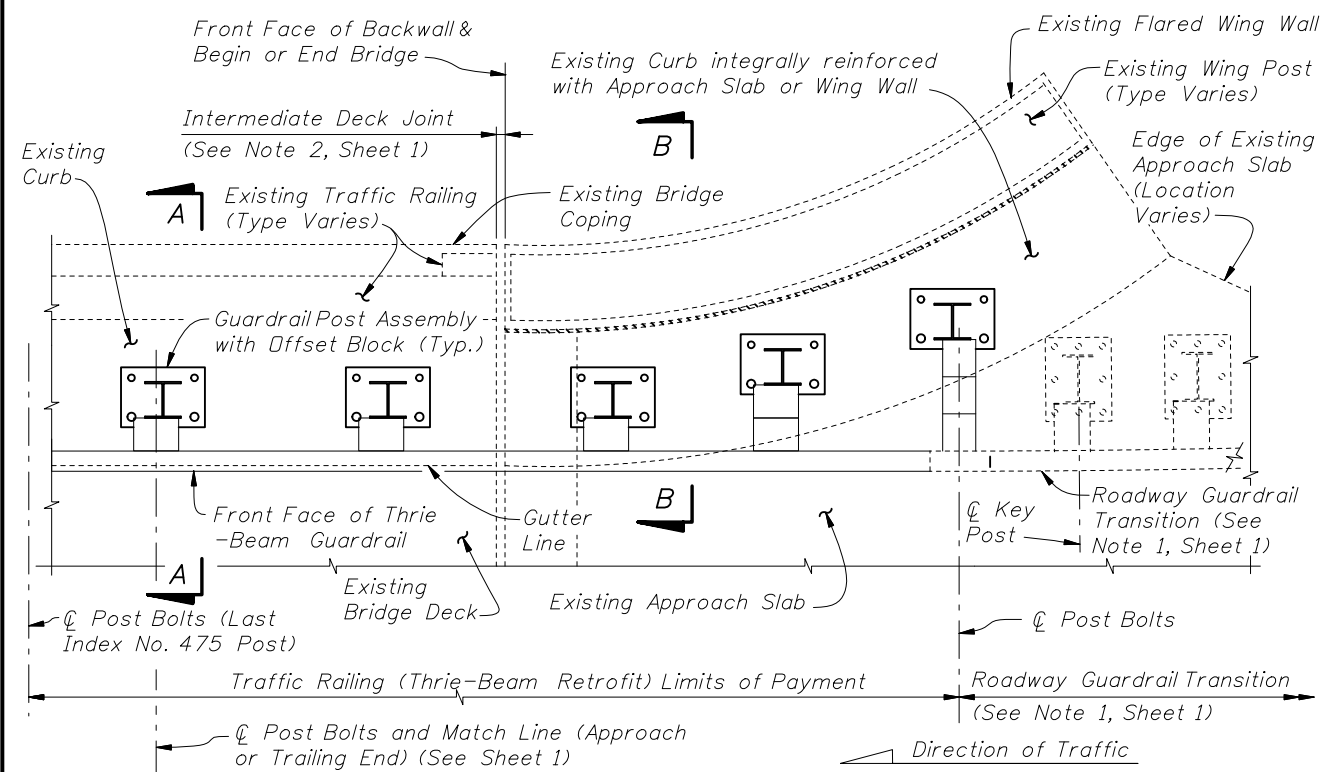 Front Face of Backwall &
Begin or End Bridge
Existing Flared Wing Wall
Existing Curb integrally reinforced
with Approach Slab or Wing Wall
Existing Wing Post
(Type Varies)
Intermediate Deck Joint
(See Note 2, Sheet 1)
B
Edge of Existing
Approach Slab
(Location
Varies)
Existing
Curb
A
Existing Traffic Railing
(Type Varies)
Existing Bridge
Coping
Guardrail Post Assembly
with Offset Block (Typ.)
Front Face of Thrie
-Beam Guardrail
Gutter
Line
B
℄ Key
Post
Roadway Guardrail
Transition (See
Note 1, Sheet 1)
A
Existing
Bridge Deck
Existing Approach Slab
℄ Post Bolts (Last
Index No. 475 Post)
℄ Post Bolts
Traffic Railing (Thrie-Beam Retrofit) Limits of Payment
Roadway Guardrail Transition
(See Note 1, Sheet 1)
℄ Post Bolts and Match Line (Approach
or Trailing End) (See Sheet 1)
Direction of Traffic